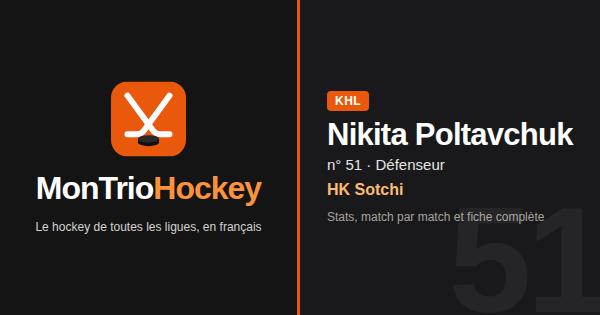 MonTrioHockey
Le hockey de toutes les ligues, en français
KHL
Nikita Poltavchuk
n° 51 · Défenseur
HK Sotchi
Stats, match par match et fiche complète
51